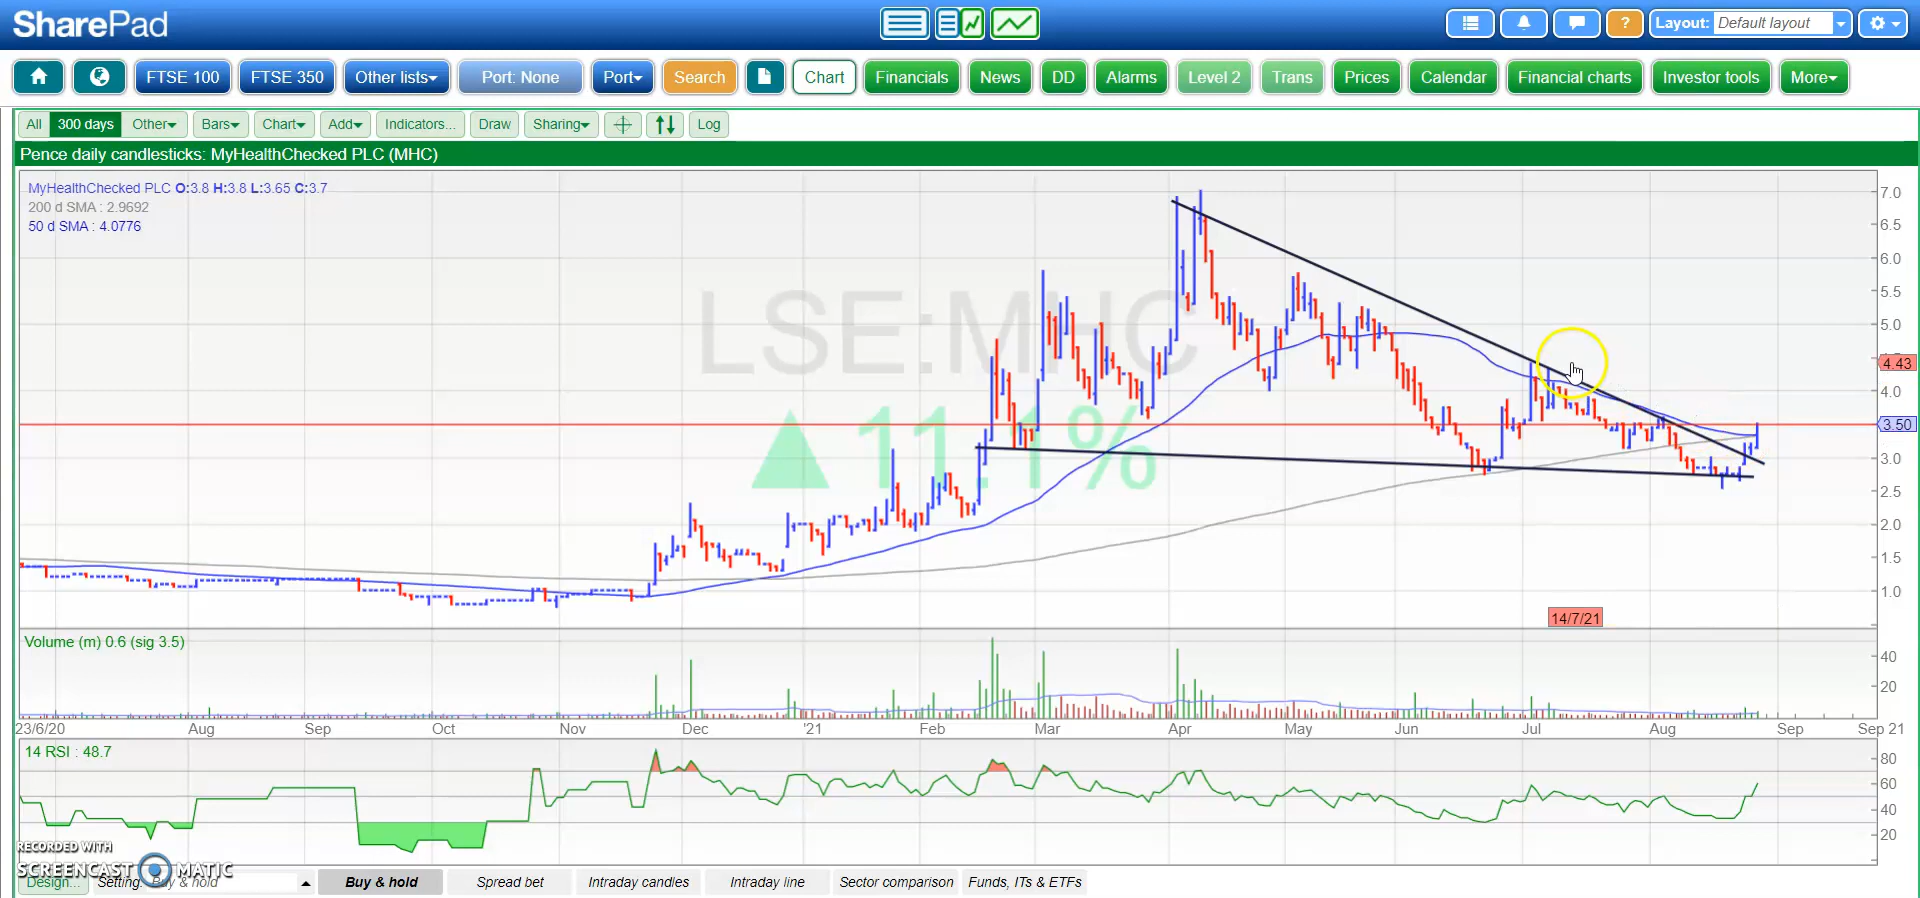 SharePad
Layout: Default layout
FTSE 100 FTSE 350 Other lists Port: None Port Search Chart Financials News DD Alarms Level 2 Trans Prices Calendar Financial charts Investor tools More
All 300 days Other Bars Chart Add Indicators... Draw Sharing Log
Pence daily candlesticks: MyHealthChecked PLC (MHC)
MyHealthChecked PLC O:3.8 H:3.8 L:3.65 C:3.7
200 d SMA : 2.9692
50 d SMA : 4.0776
LSE:MHC
▲11.1%
7.0
6.5
6.0
5.5
5.0
4.43
4.0
3.50
3.0
2.5
2.0
1.5
1.0
14/7/21
Volume (m) 0.6 (sig 3.5)
40
20
23/6/20 Aug Sep Oct Nov Dec '21 Feb Mar Apr May Jun Jul Aug Sep Sep 21
14 RSI : 48.7
80
60
40
20
RECORDED WITH
SCREENCAST MATIC
Design... Setting: Buy & hold Buy & hold Spread bet Intraday candles Intraday line Sector comparison Funds, ITs & ETFs